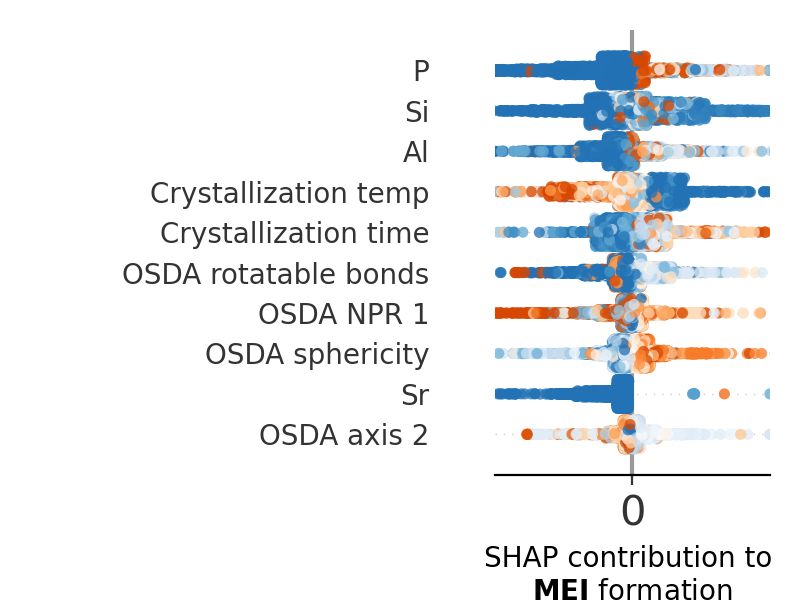 P
Si
Al
Crystallization temp
Crystallization time
OSDA rotatable bonds
OSDA NPR 1
OSDA sphericity
Sr
OSDA axis 2
0
SHAP contribution to
MEI formation